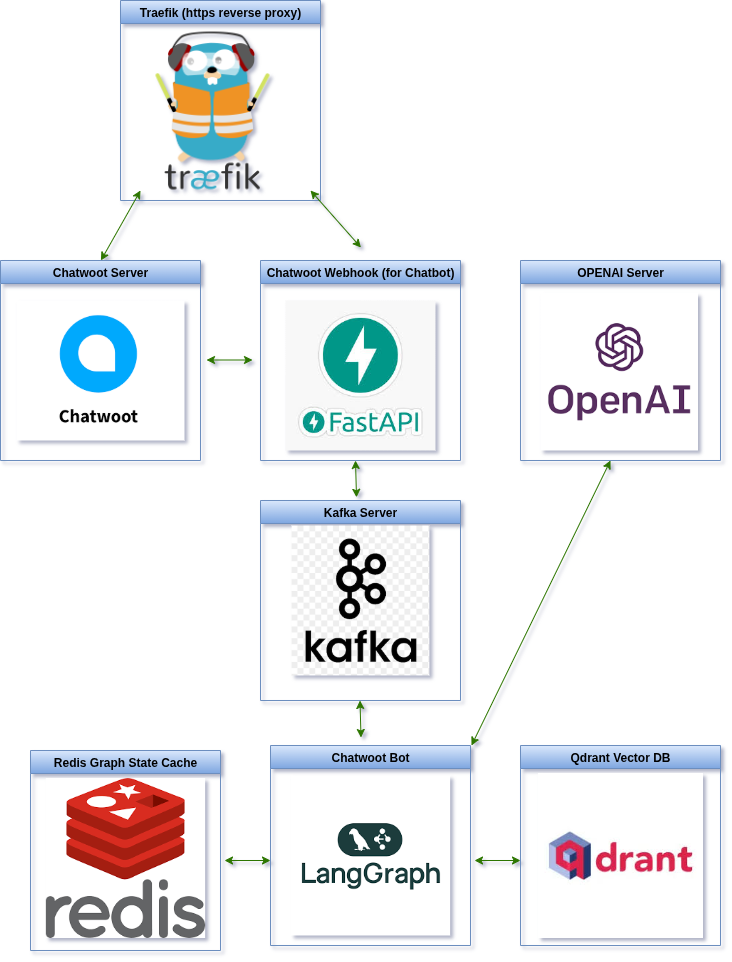 Traefik (https reverse proxy)
træfik
Chatwoot Server
Chatwoot Webhook (for Chatbot)
OPENAI Server
Chatwoot
FastAPI
OpenAI
Kafka Server
kafka
Redis Graph State Cache
Chatwoot Bot
Qdrant Vector DB
redis
LangGraph
qdrant